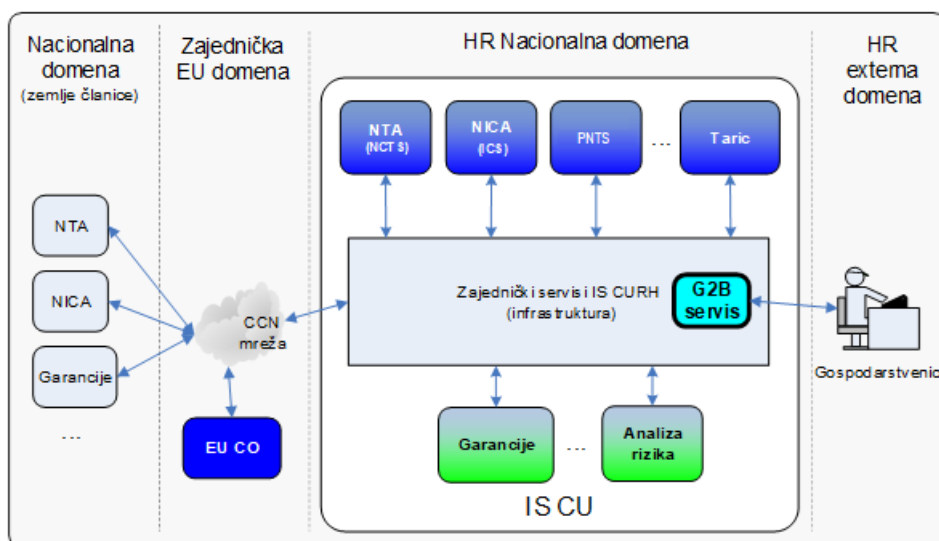 Nacionalna
domena
(zemlje članice)
Zajednička
EU domena
HR Nacionalna domena
HR
externa
domena
NTA
(NCTS)
NICA
(ICS)
PNTS
...
Taric
NTA
NICA
Garancije
...
CCN
mreža
EU CO
Zajednički servisi IS CURH
(infrastruktura)
G2B
servis
Gospodarstvenic
Garancije
...
Analiza
rizika
IS CU